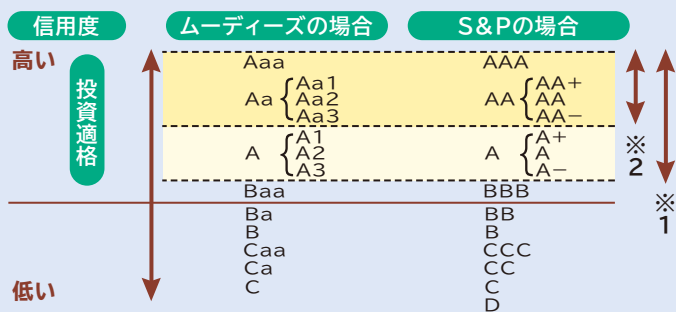 信用度 ムーディーズの場合 S&Pの場合
高い Aaa AAA
投資適格
Aa { Aa1 Aa2 Aa3 AA { AA+ AA AA−
A { A1 A2 A3 A { A+ A A−
※2
Baa BBB
※1
Ba BB
B B
Caa CCC
Ca CC
低い C C
D